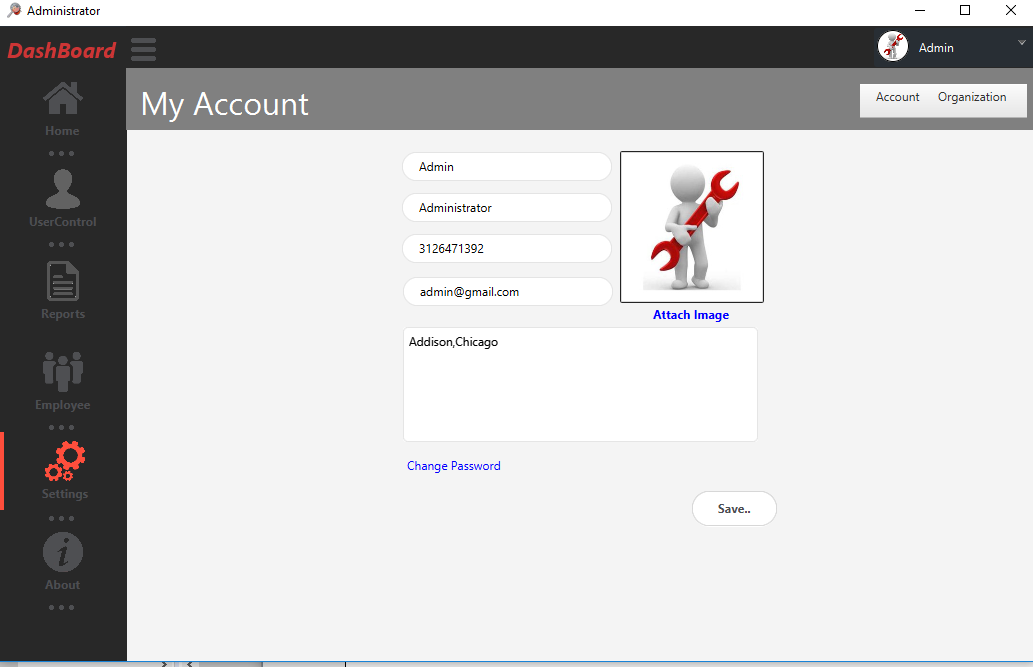 Administrator
DashBoard
Admin
My Account
Account Organization
Home
UserControl
Reports
Employee
Settings
About
Admin
Administrator
3126471392
admin@gmail.com
Attach Image
Addison,Chicago
Change Password
Save..